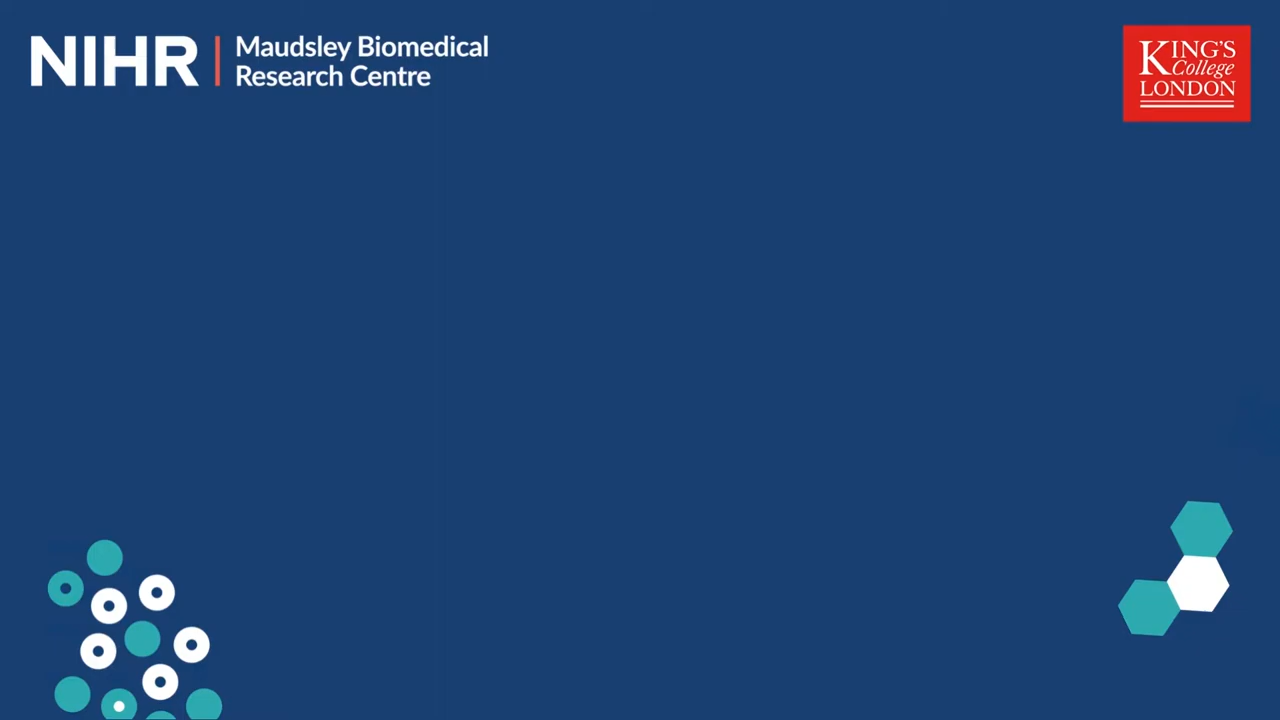 NIHR
Maudsley Biomedical
Research Centre
KING'S
College
LONDON